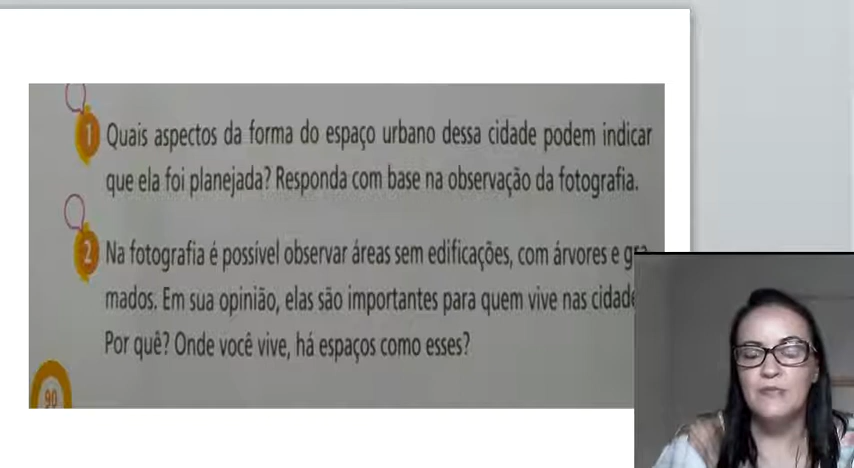 1 Quais aspectos da forma do espaço urbano dessa cidade podem indicar
que ela foi planejada? Responda com base na observação da fotografia.
2 Na fotografia é possível observar áreas sem edificações, com árvores e
mados. Em sua opinião, elas são importantes para quem vive nas
Por quê? Onde você vive, há espaços como esses?
90